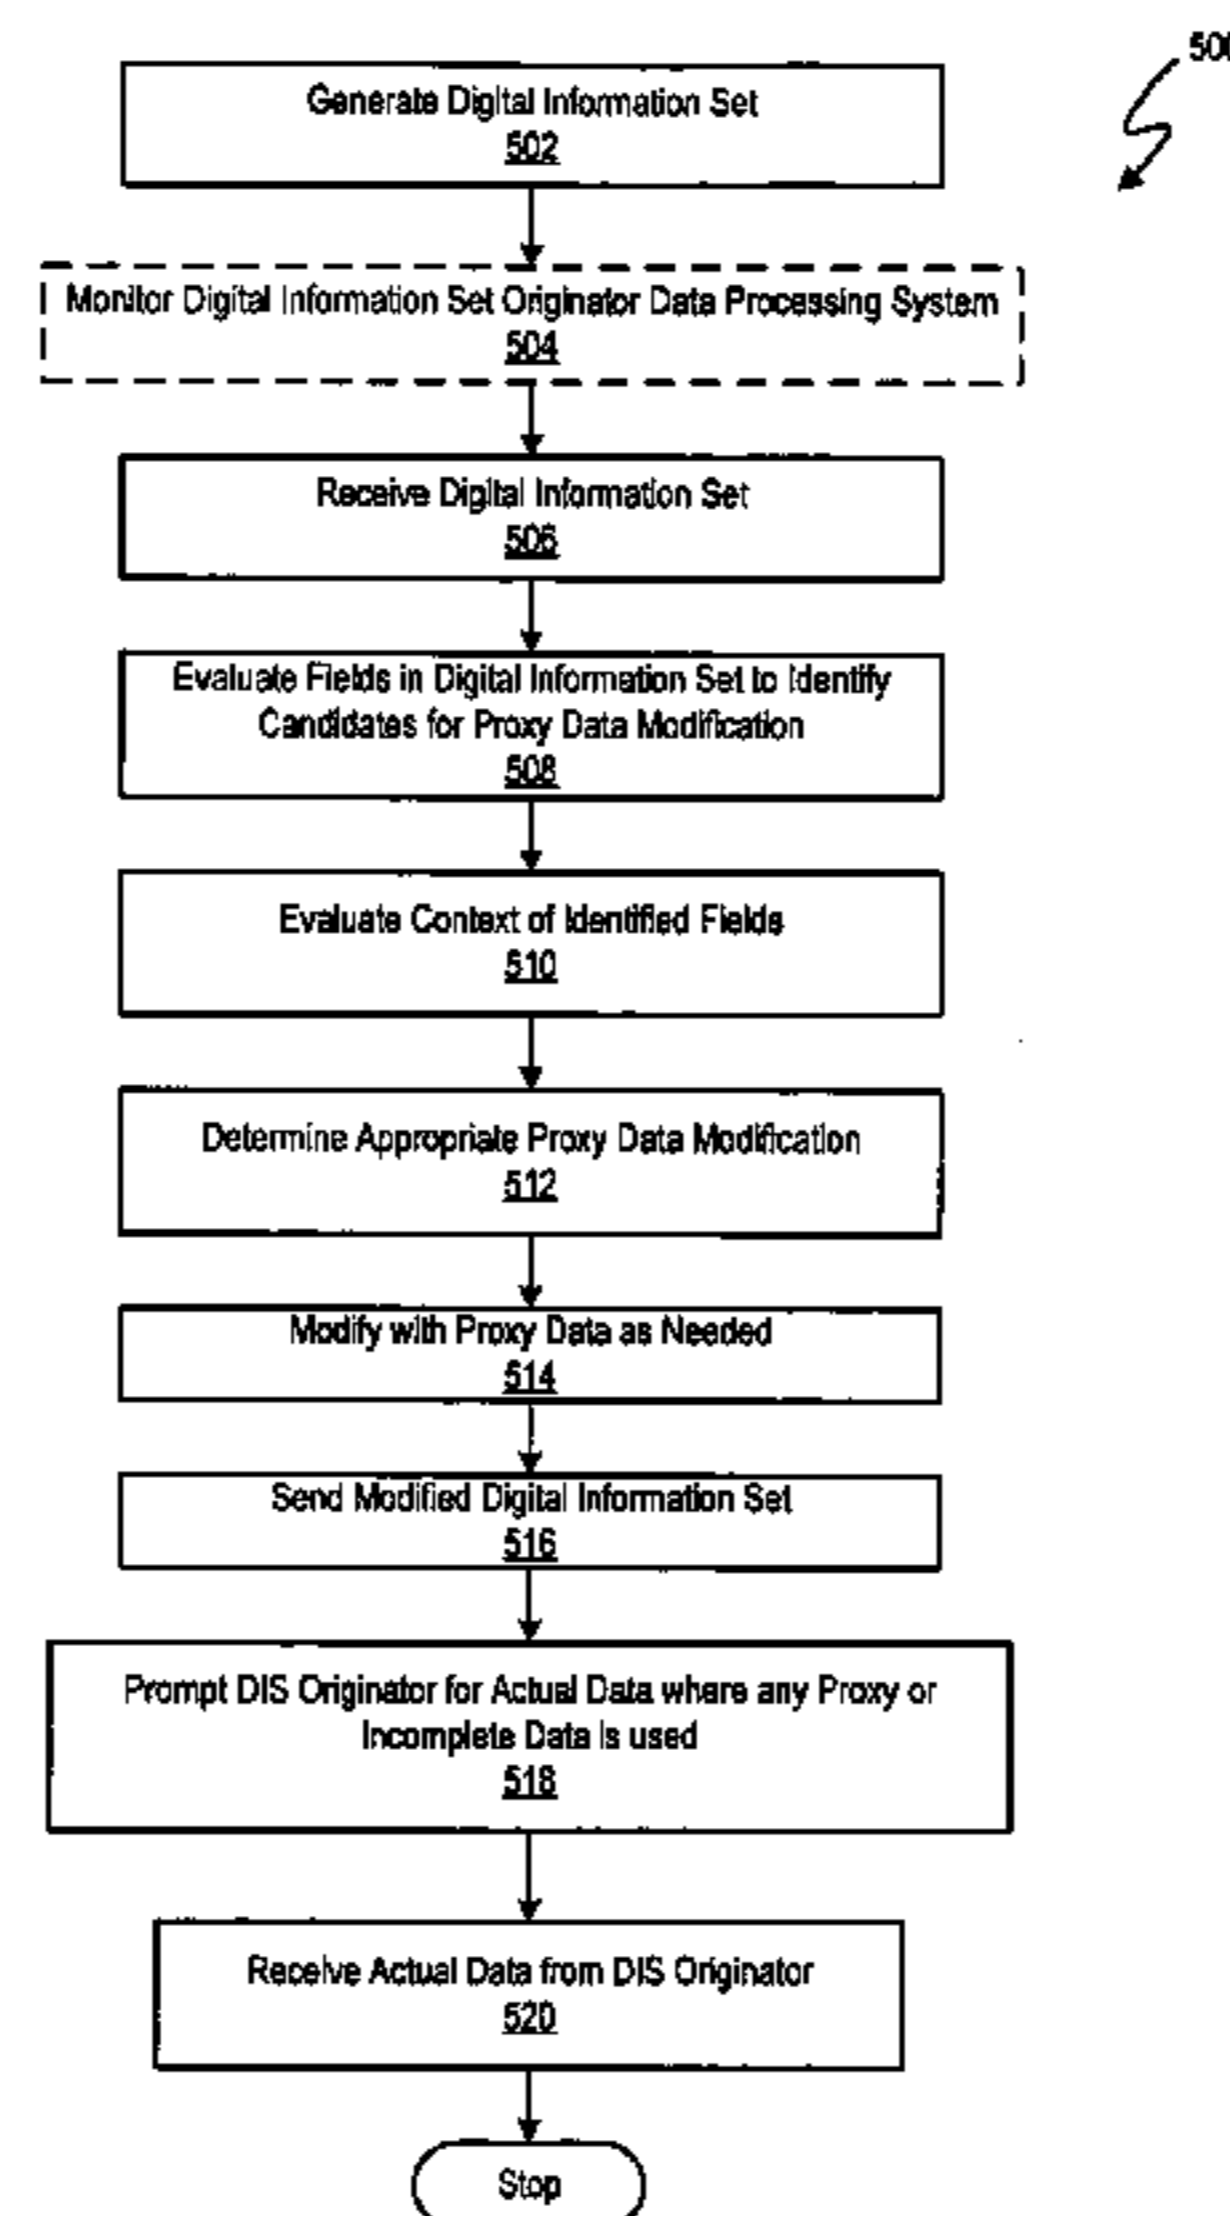 500
Generate Digital Information Set
502
Monitor Digital Information Set Originator Data Processing System
504
Receive Digital Information Set
506
Evaluate Fields in Digital Information Set to Identify
Candidates for Proxy Data Modification
508
Evaluate Context of Identified Fields
510
Determine Appropriate Proxy Data Modification
512
Modify with Proxy Data as Needed
514
Send Modified Digital Information Set
516
Prompt DIS Originator for Actual Data where any Proxy or
Incomplete Data is used
518
Receive Actual Data from DIS Originator
520
Stop